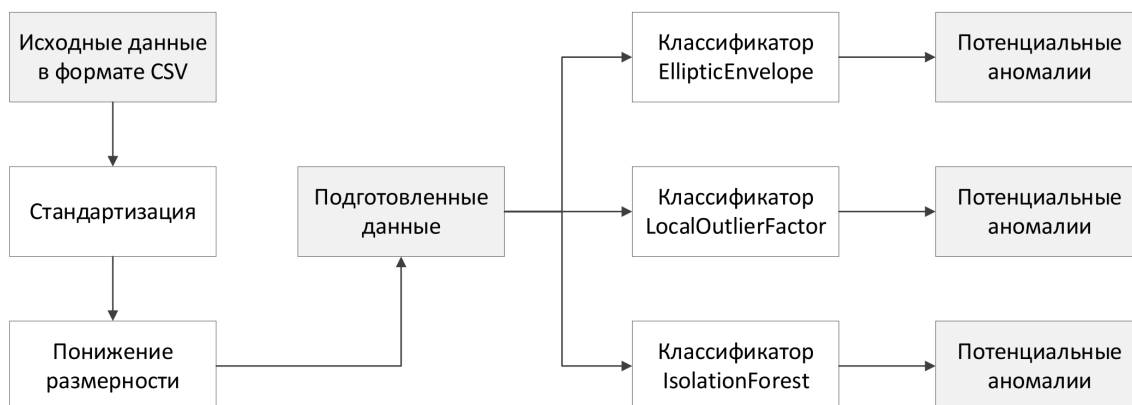 Исходные данные
в формате CSV
Стандартизация
Понижение
размерности
Подготовленные
данные
Классификатор
EllipticEnvelope
Потенциальные
аномалии
Классификатор
LocalOutlierFactor
Потенциальные
аномалии
Классификатор
IsolationForest
Потенциальные
аномалии